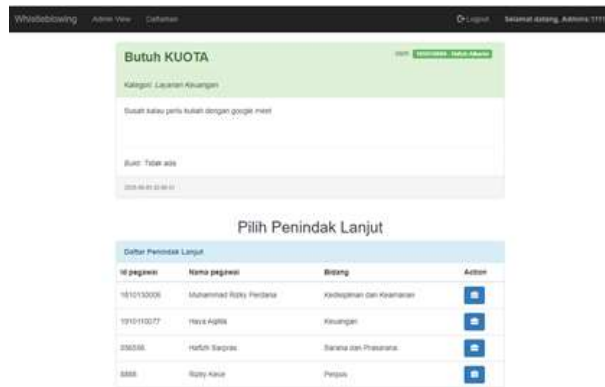 Whistleblowing Admin View Daftarkan Logout Selamat datang, Admins 1111
Butuh KUOTA
Kategori: Layanan Keuangan
Susah kalau perlu kuliah dengan google meet
Bukti: Tidak ada
Pilih Penindak Lanjut
Daftar Penindak Lanjut
Id pegawai Nama pegawai Bidang Action
Muhammad Rizky Perdana Kedisiplinan dan Keamanan
1910110077 Haya Aqilla Keuangan
Hafizh Sarpras Sarana dan Prasarana
8888 Rizky Kece Perpus